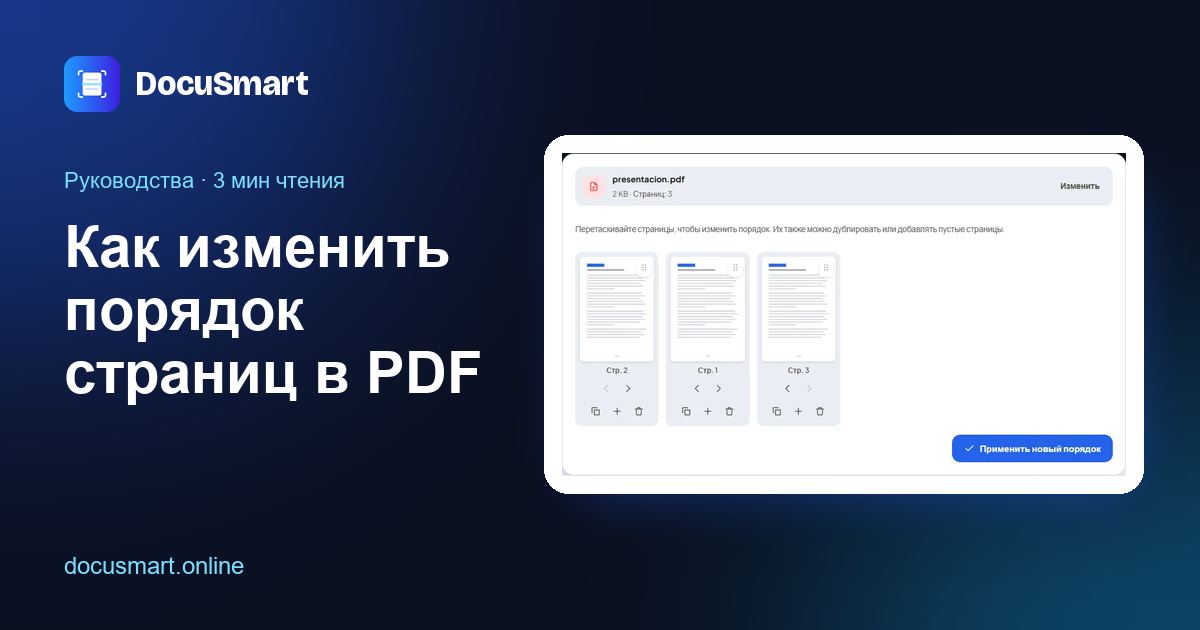 DocuSmart
Руководства · 3 мин чтения
Как изменить
порядок
страниц в PDF
docusmart.online
presentacion.pdf
2 KB · Страниц: 3
Изменить
Перетаскивайте страницы, чтобы изменить порядок. Их также можно дублировать или добавлять пустые страницы.
Стр. 2
Стр. 1
Стр. 3
Применить новый порядок